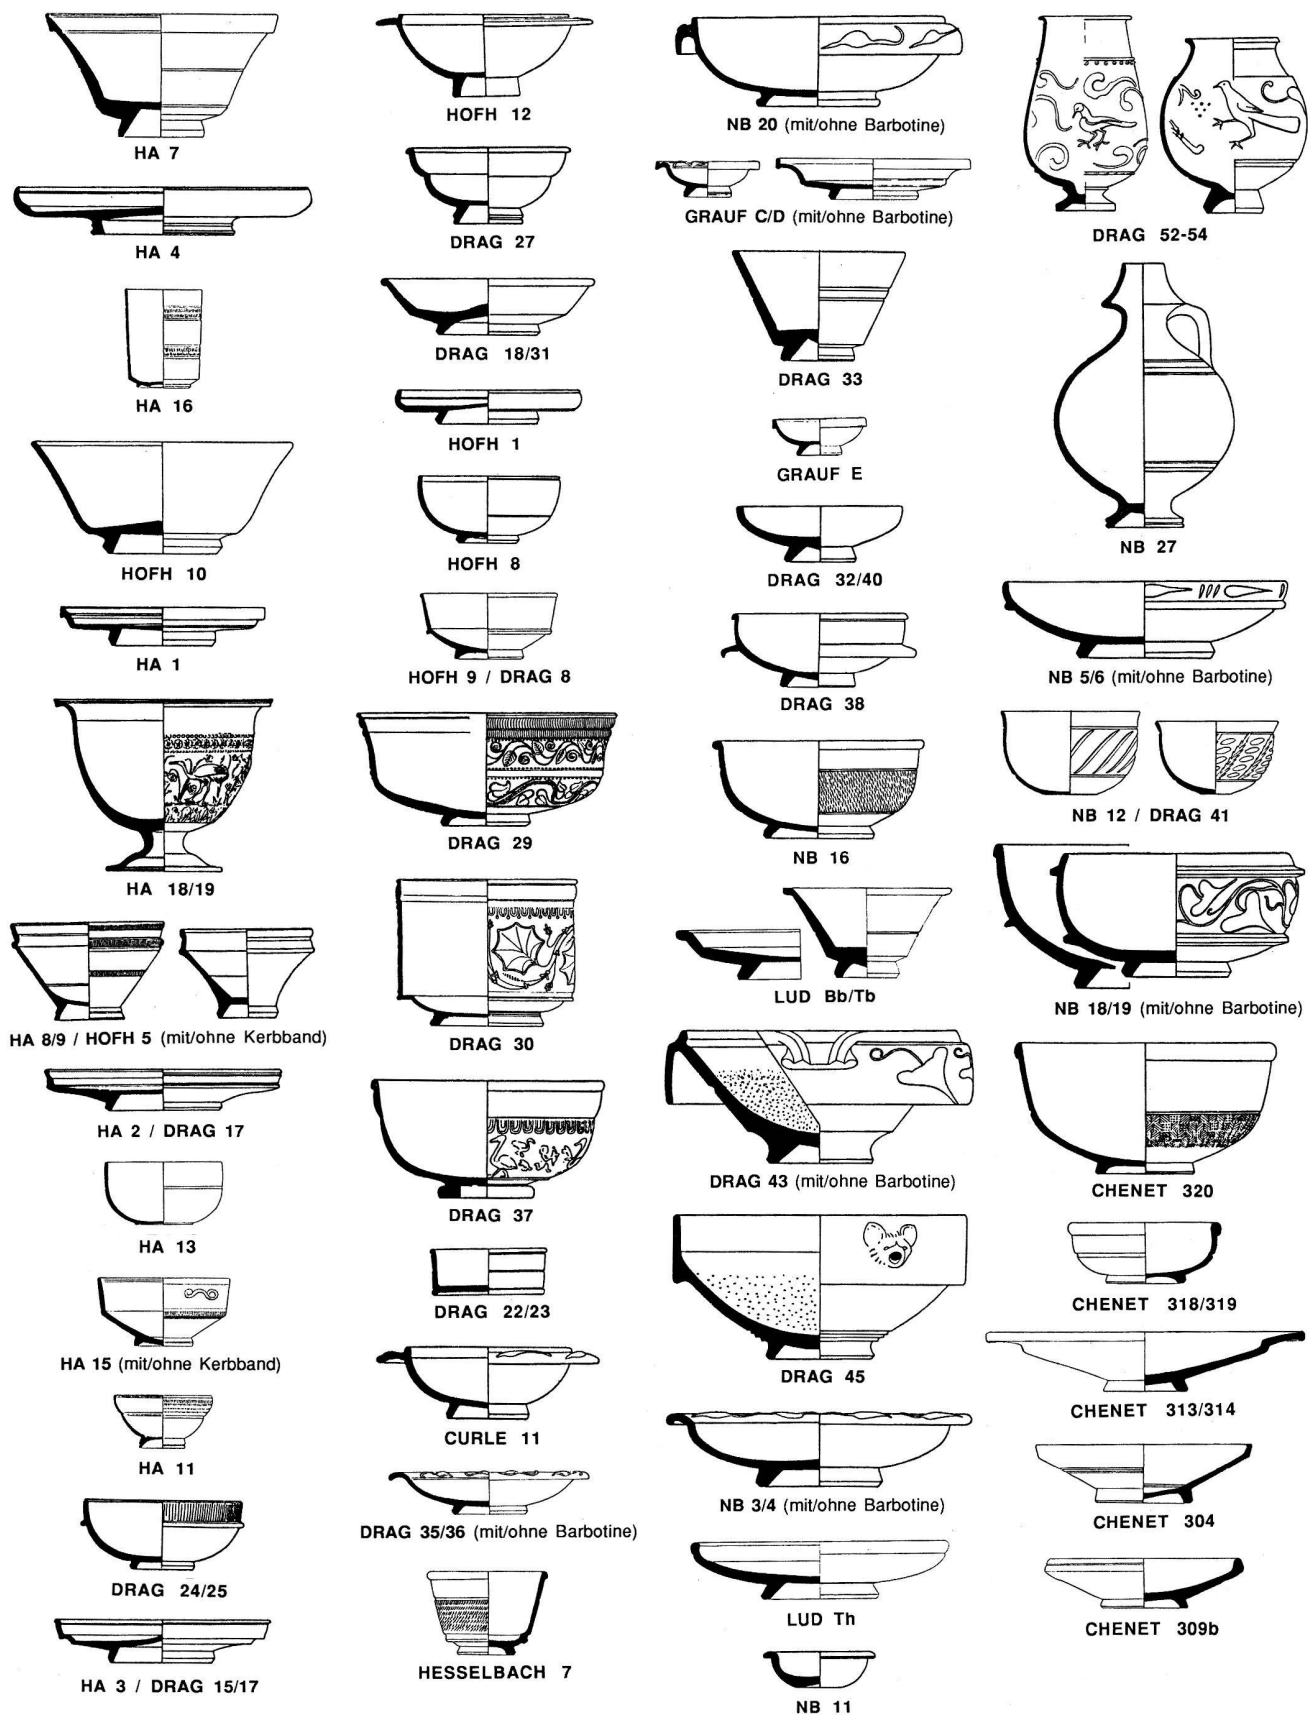 HA 7
HA 4
HA 16
HOFH 10
HA 1
HA 18/19
HA 8/9 / HOFH 5 (mit/ohne Kerbband)
HA 2 / DRAG 17
HA 13
HA 15 (mit/ohne Kerbband)
HA 11
DRAG 24/25
HA 3 / DRAG 15/17
HOFH 12
DRAG 27
DRAG 18/31
HOFH 1
HOFH 8
HOFH 9 / DRAG 8
DRAG 29
DRAG 30
DRAG 37
DRAG 22/23
CURLE 11
DRAG 35/36 (mit/ohne Barbotine)
HESSELBACH 7
NB 20 (mit/ohne Barbotine)
GRAUF C/D (mit/ohne Barbotine)
DRAG 33
GRAUF E
DRAG 32/40
DRAG 38
NB 16
LUD Bb/Tb
DRAG 43 (mit/ohne Barbotine)
DRAG 45
NB 3/4 (mit/ohne Barbotine)
LUD Th
NB 11
DRAG 52-54
NB 27
NB 5/6 (mit/ohne Barbotine)
NB 12 / DRAG 41
NB 18/19 (mit/ohne Barbotine)
CHENET 320
CHENET 318/319
CHENET 313/314
CHENET 304
CHENET 309b